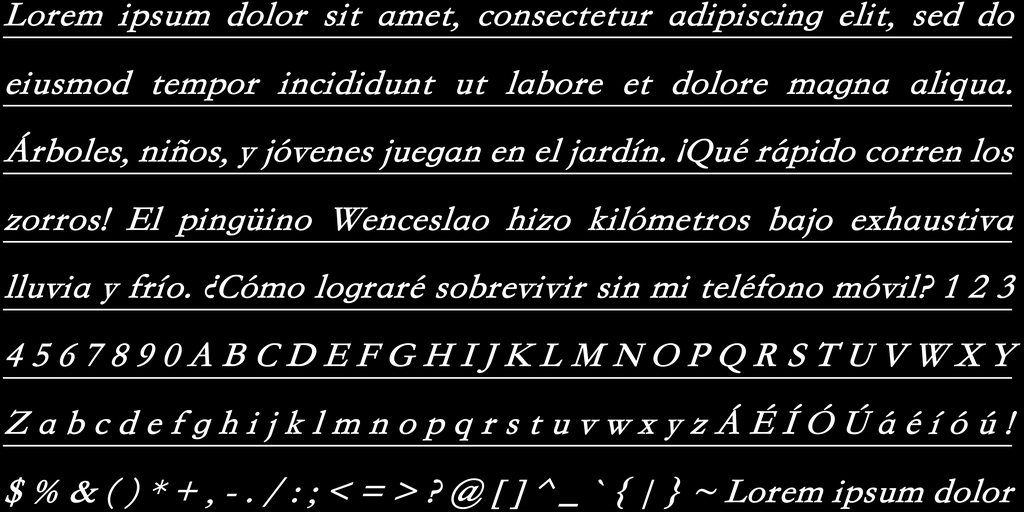 Lorem ipsum dolor sit amet, consectetur adipiscing elit, sed do
eiusmod tempor incididunt ut labore et dolore magna aliqua.
Árboles, niños, y jóvenes juegan en el jardín. ¡Qué rápido corren los
zorros! El pingüino Wenceslao hizo kilómetros bajo exhaustiva
lluvia y frío. ¿Cómo lograré sobrevivir sin mi teléfono móvil? 1 2 3
4 5 6 7 8 9 0 A B C D E F G H I J K L M N O P Q R S T U V W X Y
Z a b c d e f g h i j k l m n o p q r s t u v w x y z Á É Í Ó Ú á é í ó ú !
$ % & ( ) * + , - . / : ; < = > ? @ [ ] ^ _ ` { | } ~ Lorem ipsum dolor